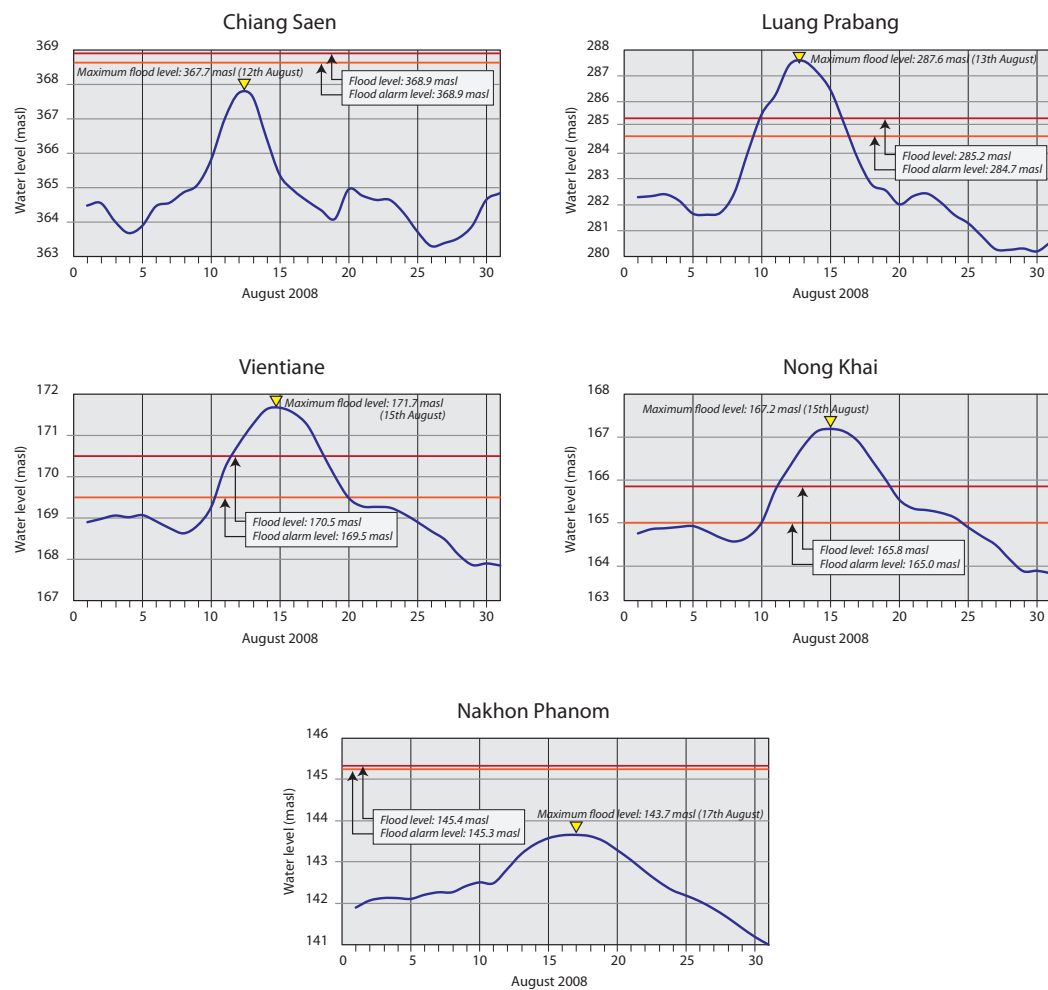 Chiang Saen
369
368
367
366
365
364
363
Water level (masl)
Maximum flood level: 367.7 masl (12th August)
Flood level: 368.9 masl
Flood alarm level: 368.9 masl
0 5 10 15 20 25 30
August 2008
Luang Prabang
288
287
286
285
284
282
281
280
Water level (masl)
Maximum flood level: 287.6 masl (13th August)
Flood level: 285.2 masl
Flood alarm level: 284.7 masl
0 5 10 15 20 25 30
August 2008
Vientiane
172
171
170
169
168
167
Water level (masl)
Maximum flood level: 171.7 masl
(15th August)
Flood level: 170.5 masl
Flood alarm level: 169.5 masl
0 5 10 15 20 25 30
August 2008
Nong Khai
168
167
166
165
164
163
Water level (masl)
Maximum flood level: 167.2 masl (15th August)
Flood level: 165.8 masl
Flood alarm level: 165.0 masl
0 5 10 15 20 25 30
August 2008
Nakhon Phanom
146
145
144
143
142
141
Water level (masl)
Flood level: 145.4 masl
Flood alarm level: 145.3 masl
Maximum flood level: 143.7 masl (17th August)
0 5 10 15 20 25 30
August 2008